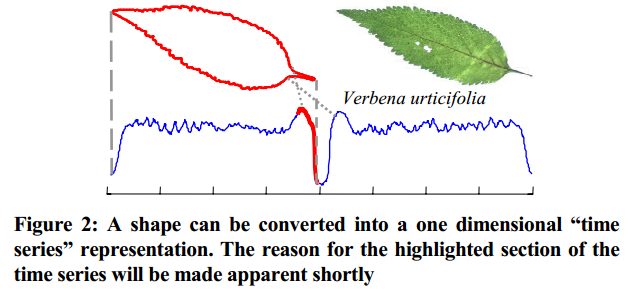 Verbena urticifolia
Figure 2: A shape can be converted into a one dimensional “time
series” representation. The reason for the highlighted section of the
time series will be made apparent shortly